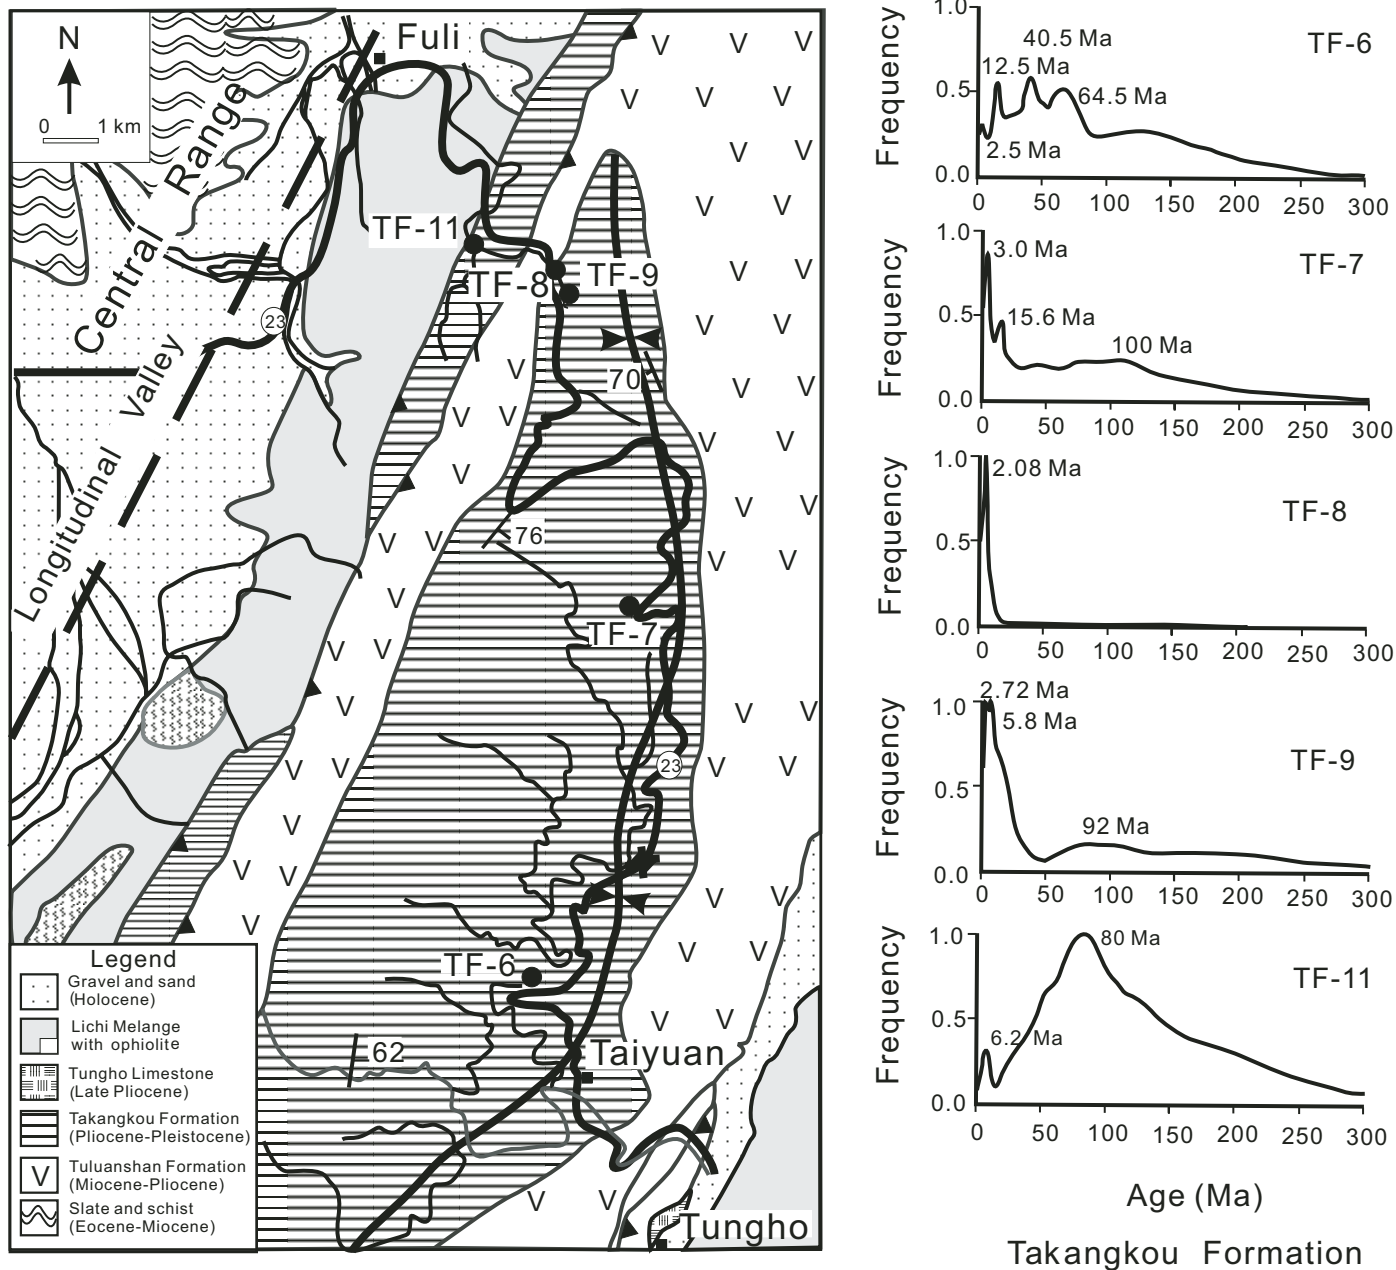 N
0 1 km
Fuli
Central Range
Longitudinal Valley
TF-11
TF-8
TF-9
23
70
76
TF-7
23
TF-6
62
Taiyuan
Tungho
Legend
Gravel and sand
(Holocene)
Lichi Melange
with ophiolite
Tungho Limestone
(Late Pliocene)
Takangkou Formation
(Pliocene-Pleistocene)
V
Tuluanshan Formation
(Miocene-Pliocene)
Slate and schist
(Eocene-Miocene)
Frequency
1.0
0.5
0.0
12.5 Ma
40.5 Ma
64.5 Ma
2.5 Ma
TF-6
0 50 100 150 200 250 300
Frequency
1.0
0.5
0.0
3.0 Ma
15.6 Ma
100 Ma
TF-7
0 50 100 150 200 250 300
Frequency
1.0
0.5
0.0
2.08 Ma
TF-8
0 50 100 150 200 250 300
Frequency
1.0
0.5
0.0
2.72 Ma
5.8 Ma
92 Ma
TF-9
0 50 100 150 200 250 300
Frequency
1.0
0.5
0.0
6.2 Ma
80 Ma
TF-11
0 50 100 150 200 250 300
Age (Ma)
Takangkou Formation